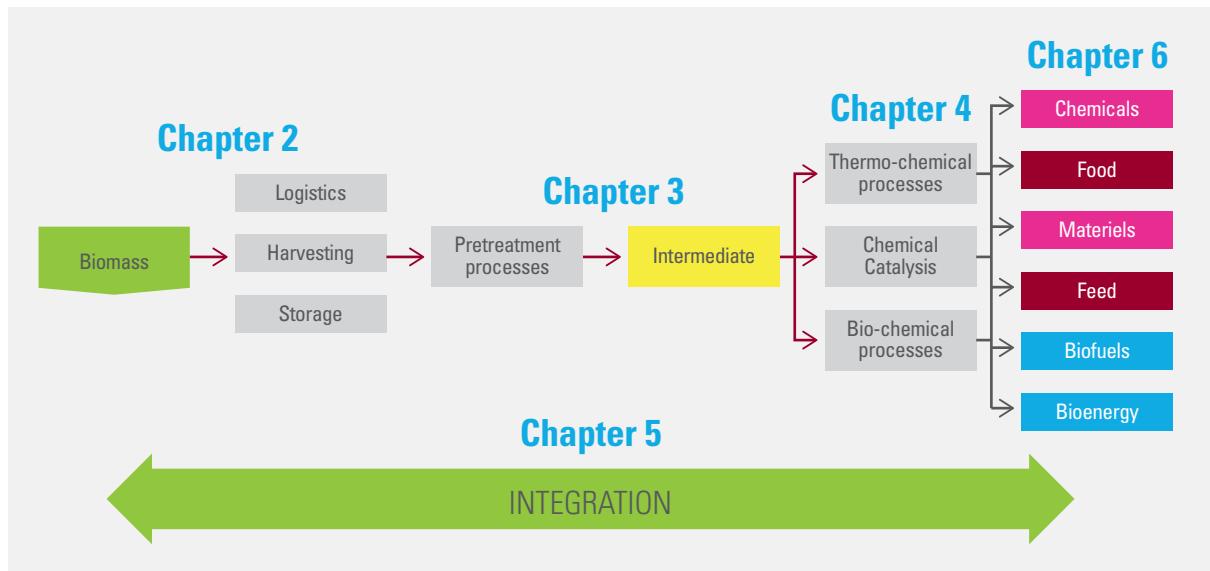 Chapter 2
Biomass
Logistics
Harvesting
Storage
Chapter 3
Pretreatment
processes
Intermediate
Chapter 4
Thermo-chemical
processes
Chemical
Catalysis
Bio-chemical
processes
Chapter 6
Chemicals
Food
Materiels
Feed
Biofuels
Bioenergy
Chapter 5
INTEGRATION